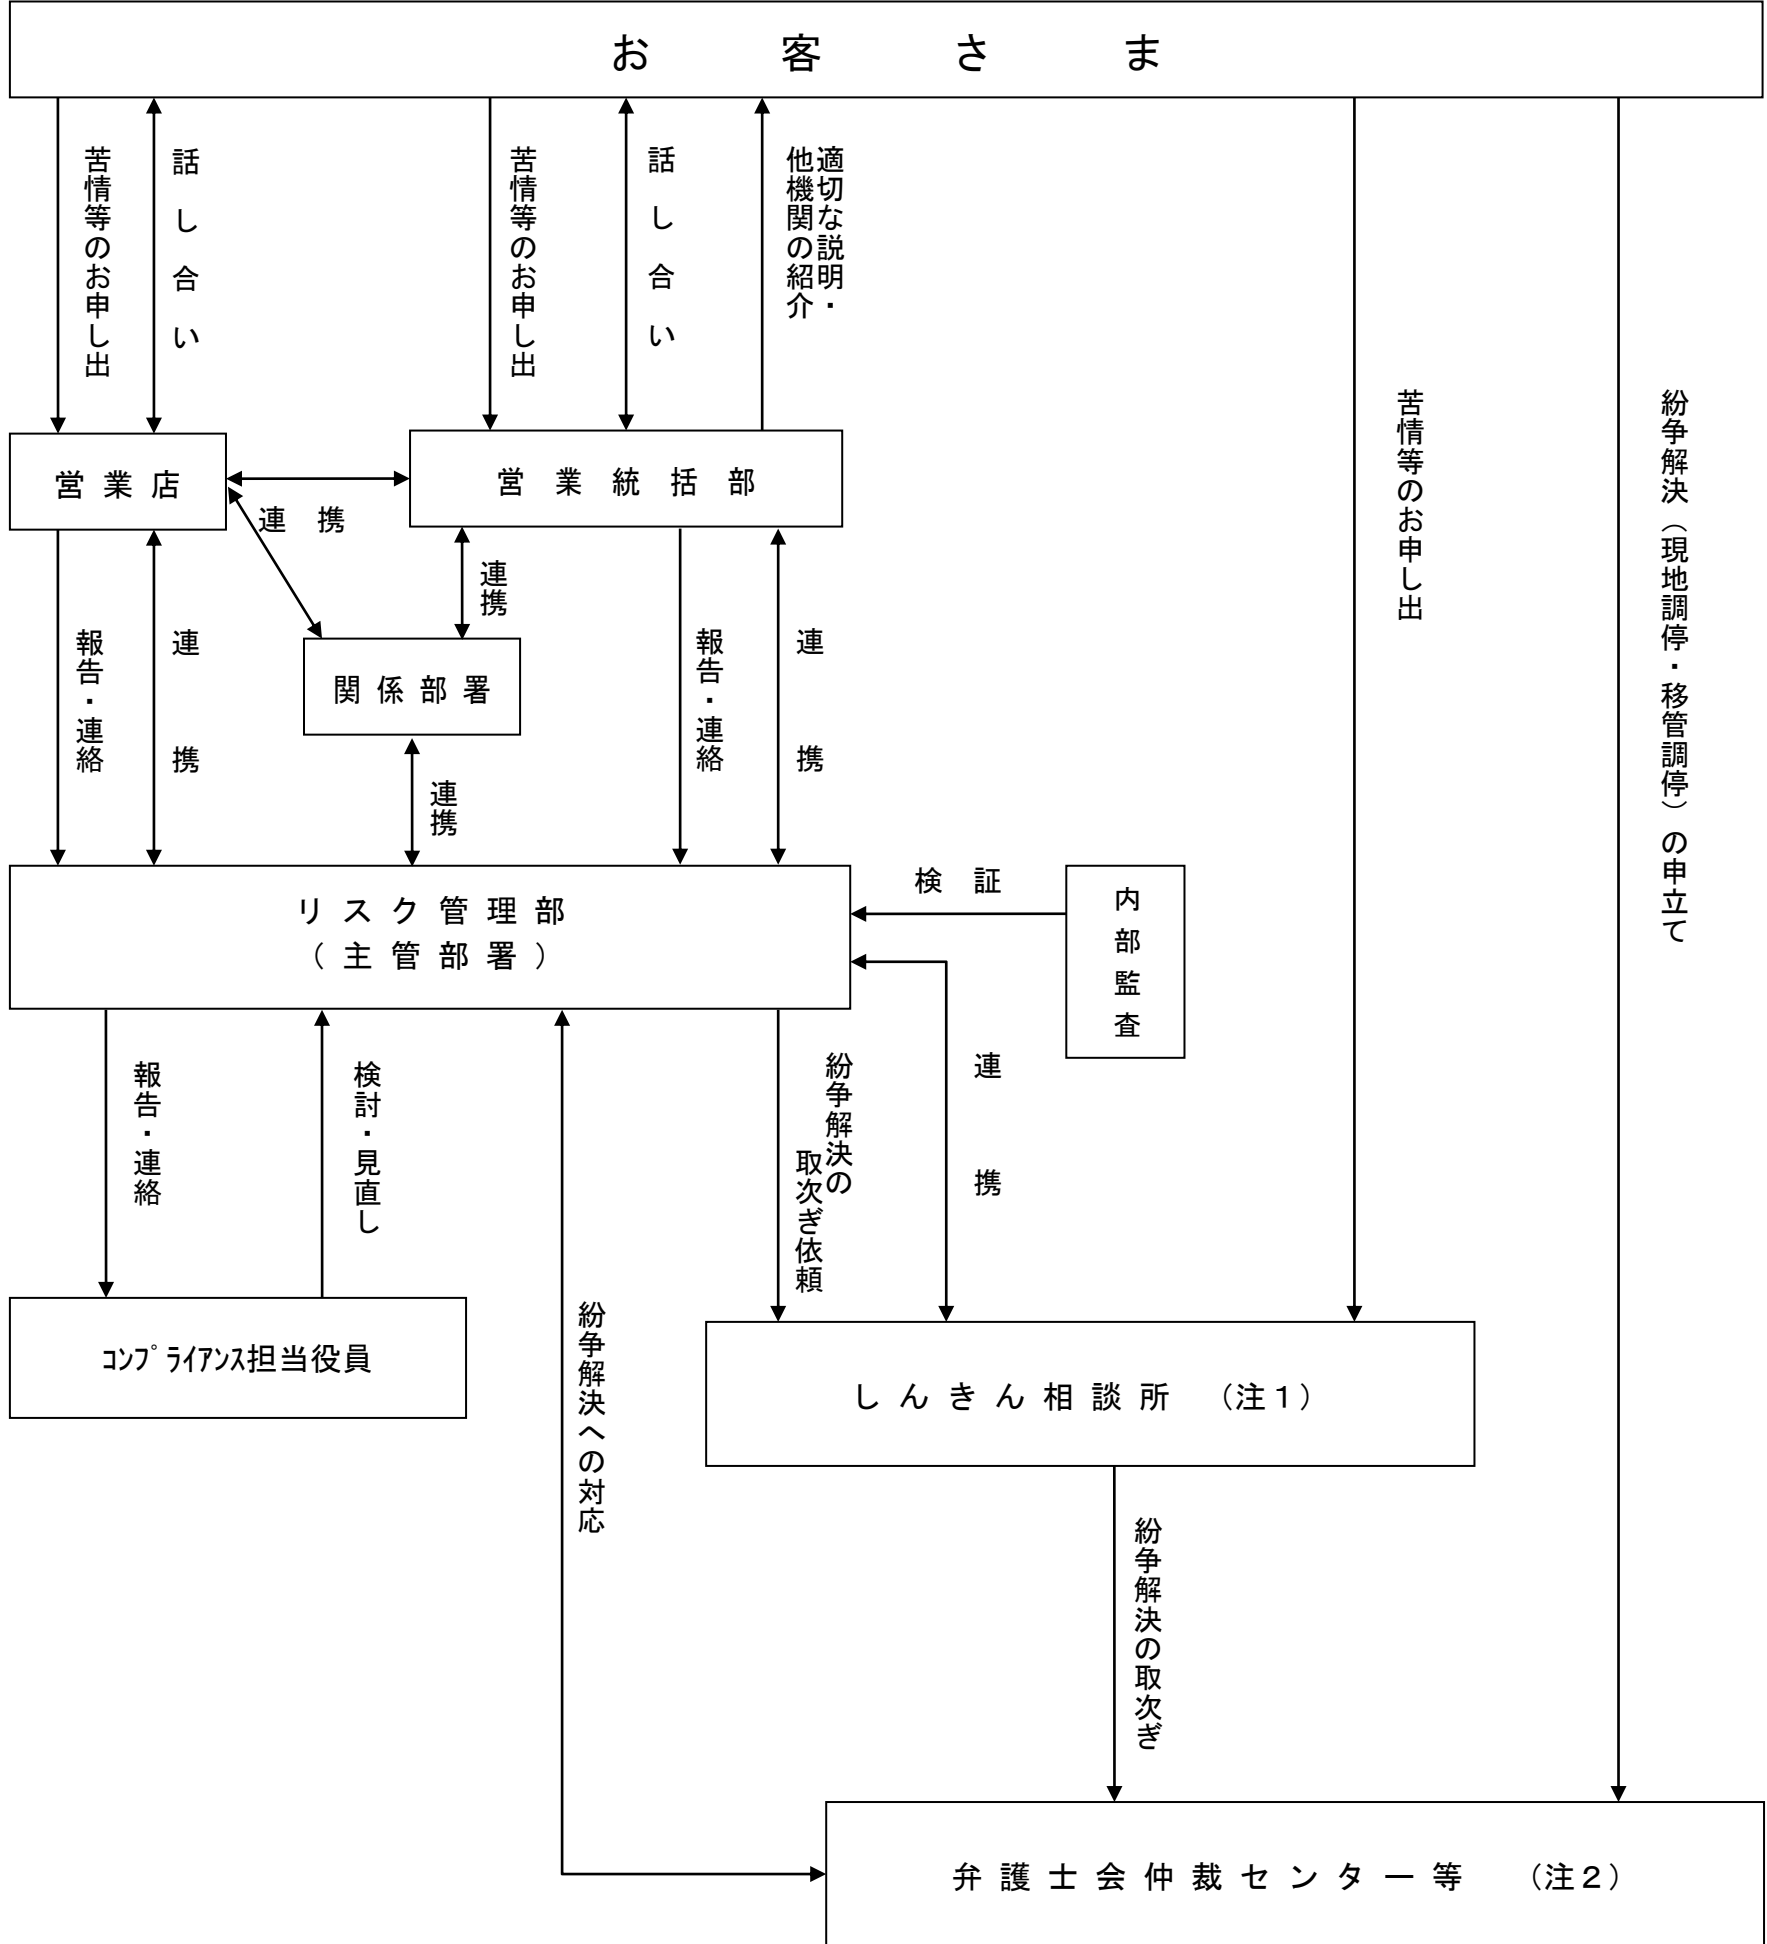 お客さま
苦情等のお申し出
話し合い
苦情等のお申し出
話し合い
適切な説明・
他機関の紹介
苦情等のお申し出
紛争解決（現地調停・移管調停）の申立て
営業店
営業統括部
連携
連携
関係部署
報告・連絡
連携
連携
報告・連絡
連携
リスク管理部
（主管部署）
検証
内部監査
報告・連絡
検討・見直し
紛争解決への対応
紛争解決の
取次ぎ依頼
連携
ｺﾝﾌﾟﾗｲｱﾝｽ担当役員
しんきん相談所　（注１）
紛争解決の取次ぎ
弁護士会仲裁センター等　（注２）